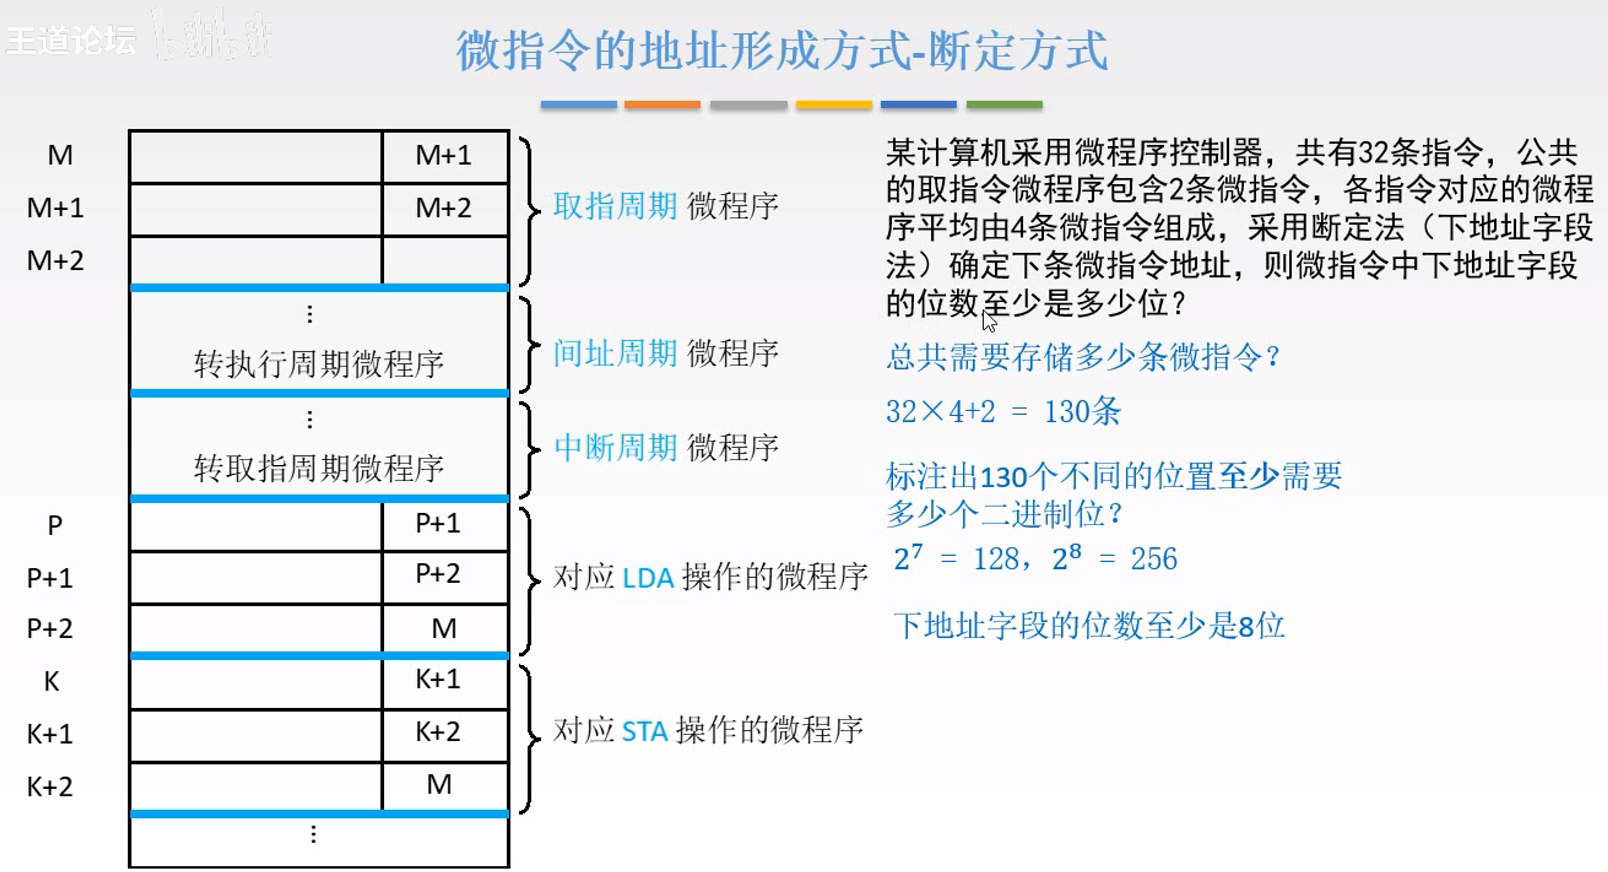 王道论坛 bilibili
微指令的地址形成方式-断定方式
M
M+1
M+1
M+2
M+2
取指周期 微程序
⋮
转执行周期微程序
间址周期 微程序
⋮
转取指周期微程序
中断周期 微程序
P
P+1
P+1
P+2
P+2
M
对应 LDA 操作的微程序
K
K+1
K+1
K+2
K+2
M
对应 STA 操作的微程序
⋮
某计算机采用微程序控制器，共有32条指令，公共
的取指令微程序包含2条微指令，各指令对应的微程
序平均由4条微指令组成，采用断定法（下地址字段
法）确定下条微指令地址，则微指令中下地址字段
的位数至少是多少位？
总共需要存储多少条微指令？
32×4+2 = 130条
标注出130个不同的位置至少需要
多少个二进制位？
2⁷ = 128，2⁸ = 256
下地址字段的位数至少是8位